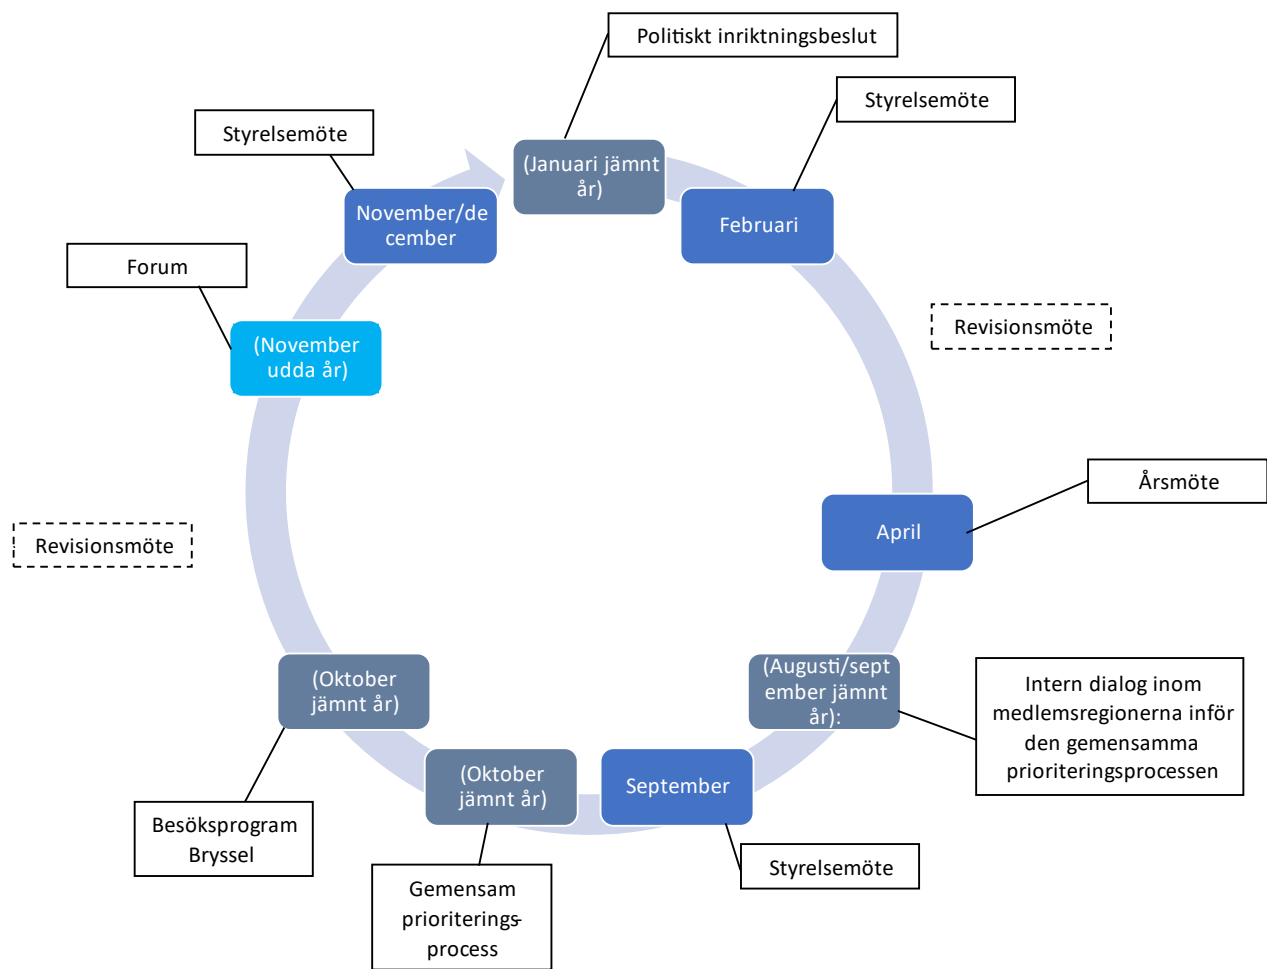 Politiskt inriktningsbeslut
Styrelsemöte
Styrelsemöte
(Januari jämnt
år)
November/de
cember
Februari
Forum
Revisionsmöte
(November
udda år)
Årsmöte
April
Revisionsmöte
(Augusti/sept
ember jämnt
år):
Intern dialog inom
medlemsregionerna inför
den gemensamma
prioriteringsprocessen
(Oktober
jämnt år)
(Oktober
jämnt år)
September
Besöksprogram
Bryssel
Styrelsemöte
Gemensam
prioriterings-
process